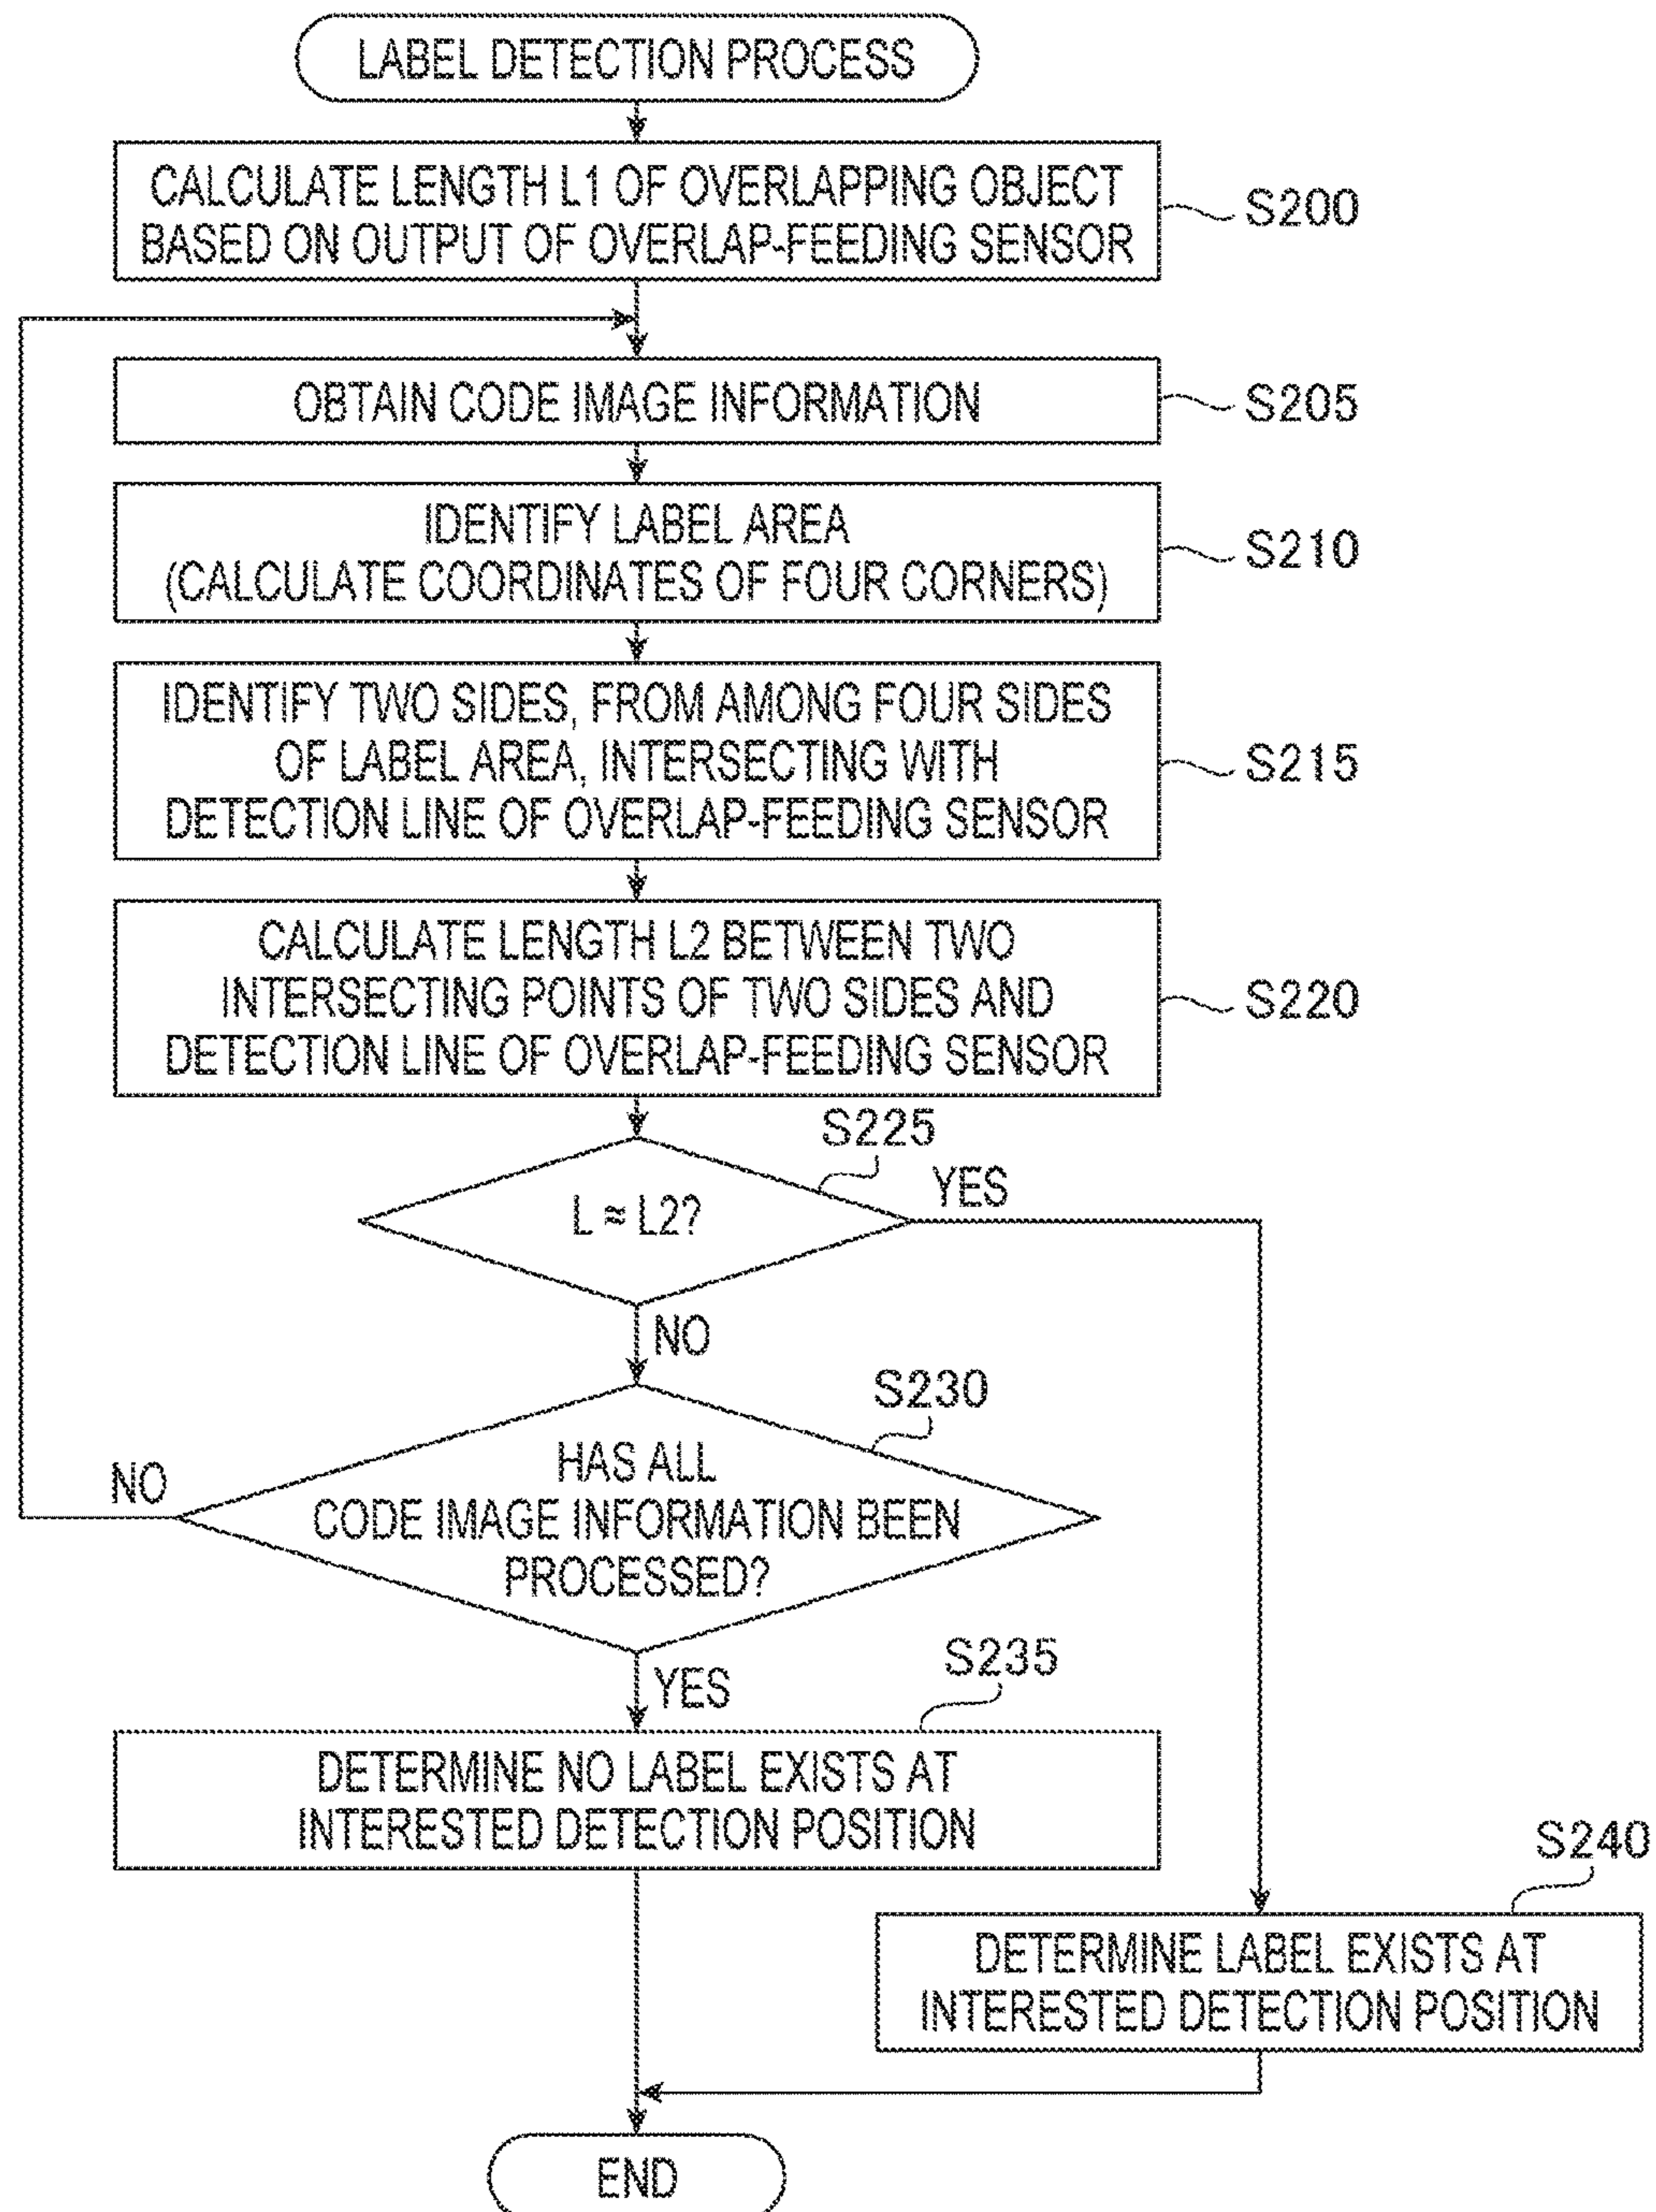 LABEL DETECTION PROCESS
CALCULATE LENGTH L1 OF OVERLAPPING OBJECT
BASED ON OUTPUT OF OVERLAP-FEEDING SENSOR
S200
OBTAIN CODE IMAGE INFORMATION
S205
IDENTIFY LABEL AREA
(CALCULATE COORDINATES OF FOUR CORNERS)
S210
IDENTIFY TWO SIDES, FROM AMONG FOUR SIDES
OF LABEL AREA, INTERSECTING WITH
DETECTION LINE OF OVERLAP-FEEDING SENSOR
S215
CALCULATE LENGTH L2 BETWEEN TWO
INTERSECTING POINTS OF TWO SIDES AND
DETECTION LINE OF OVERLAP-FEEDING SENSOR
S220
S225
L ≈ L2?
YES
NO
S230
HAS ALL
CODE IMAGE INFORMATION BEEN
PROCESSED?
NO
YES
S235
DETERMINE NO LABEL EXISTS AT
INTERESTED DETECTION POSITION
S240
DETERMINE LABEL EXISTS AT
INTERESTED DETECTION POSITION
END